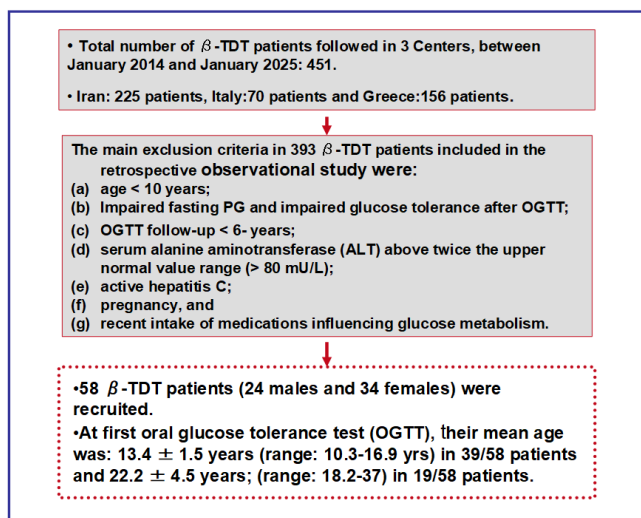 • Total number of β-TDT patients followed in 3 Centers, between
January 2014 and January 2025: 451.
• Iran: 225 patients, Italy:70 patients and Greece:156 patients.
The main exclusion criteria in 393 β-TDT patients included in the
retrospective observational study were:
(a) age < 10 years;
(b) Impaired fasting PG and impaired glucose tolerance after OGTT;
(c) OGTT follow-up < 6- years;
(d) serum alanine aminotransferase (ALT) above twice the upper
normal value range (> 80 mU/L);
(e) active hepatitis C;
(f) pregnancy, and
(g) recent intake of medications influencing glucose metabolism.
•58 β-TDT patients (24 males and 34 females) were
recruited.
•At first oral glucose tolerance test (OGTT), their mean age
was: 13.4 ± 1.5 years (range: 10.3-16.9 yrs) in 39/58 patients
and 22.2 ± 4.5 years; (range: 18.2-37) in 19/58 patients.